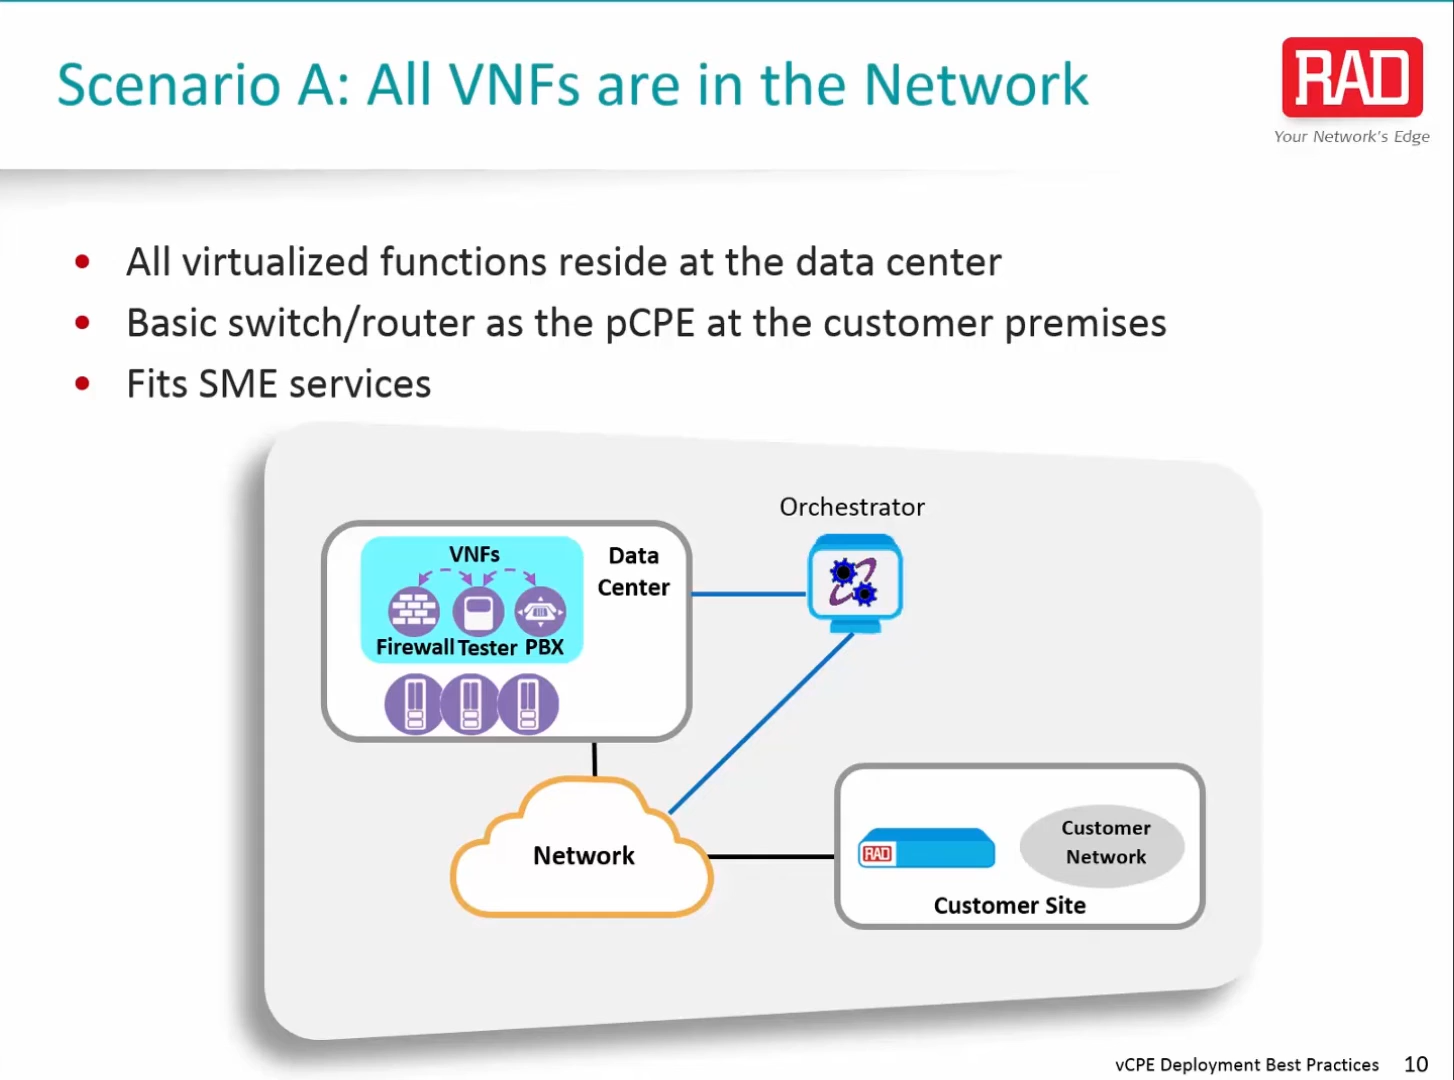 Scenario A: All VNFs are in the Network
RAD
Your Network's Edge
• All virtualized functions reside at the data center
• Basic switch/router as the pCPE at the customer premises
• Fits SME services
Orchestrator
VNFs
Data
Center
Firewall Tester PBX
Network
RAD
Customer
Network
Customer Site
vCPE Deployment Best Practices 10